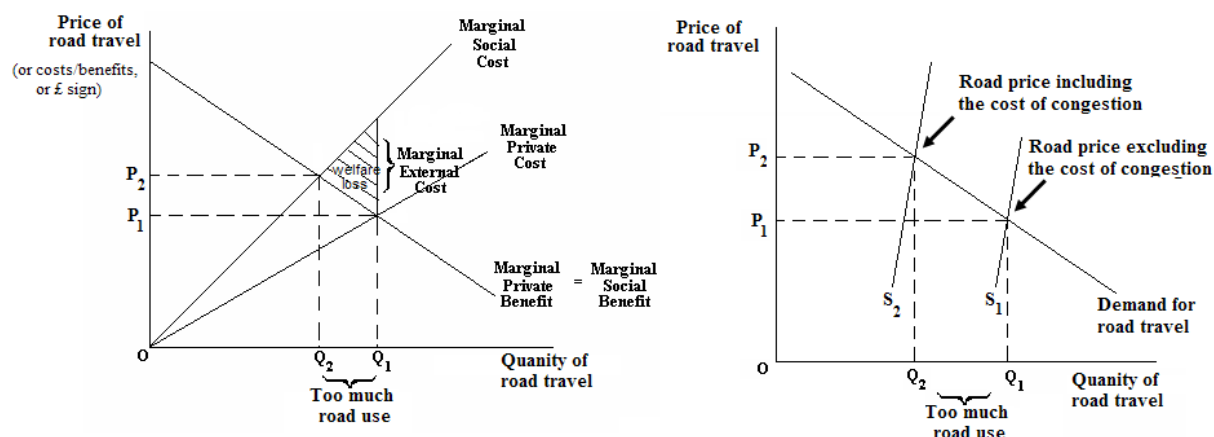 Price of
road travel
(or costs/benefits,
or £ sign)
Marginal
Social
Cost
Marginal
Private
Cost
Marginal
External
Cost
welfare
loss
P2
P1
Marginal
Private
Benefit
=
Marginal
Social
Benefit
O
Q2
Q1
Quanity of
road travel
Too much
road use
Price of
road travel
Road price including
the cost of congestion
Road price excluding
the cost of congestion
P2
P1
S2
S1
Demand for
road travel
O
Q2
Q1
Quanity of
road travel
Too much
road use